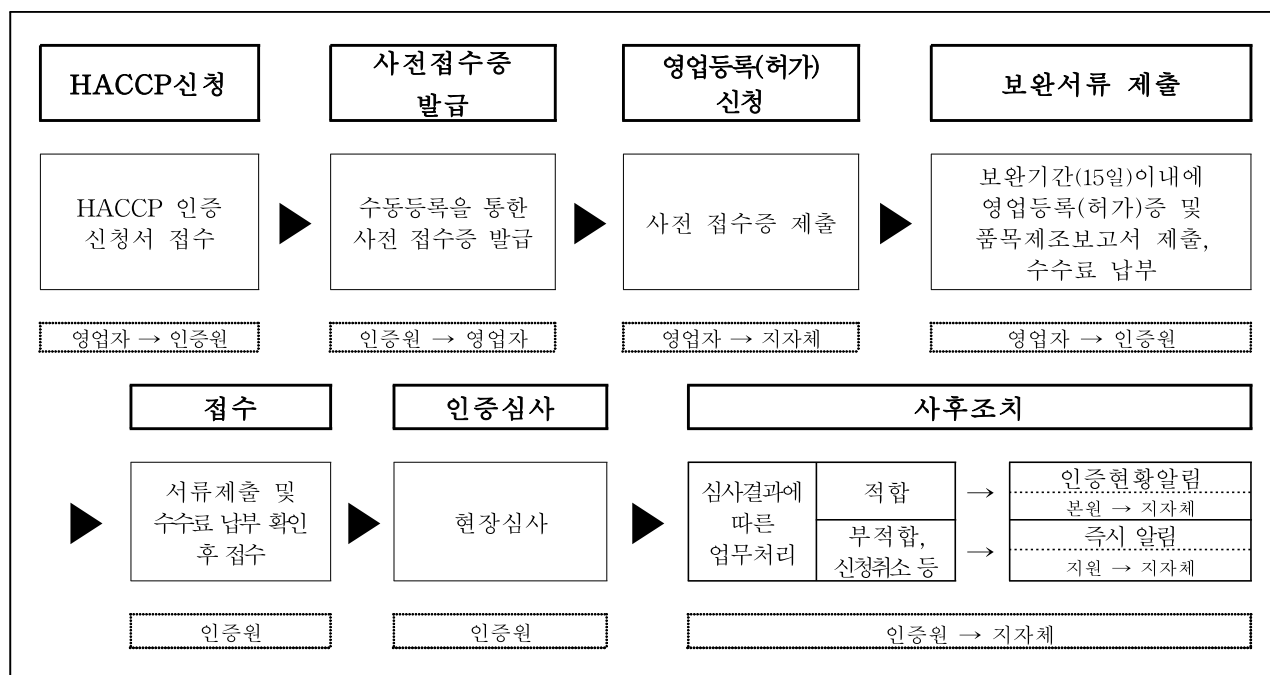 HACCP신청
사전접수증
발급
영업등록(허가)
신청
보완서류 제출
HACCP 인증
신청서 접수
수동등록을 통한
사전 접수증 발급
사전 접수증 제출
보완기간(15일)이내에
영업등록(허가)증 및
품목제조보고서 제출,
수수료 납부
영업자 → 인증원
인증원 → 영업자
영업자 → 지자체
영업자 → 인증원
접수
인증심사
사후조치
서류제출 및
수수료 납부 확인
후 접수
현장심사
심사결과에
따른
업무처리
적합
→
인증현황알림
본원 → 지자체
부적합,
신청취소 등
→
즉시 알림
지원 → 지자체
인증원
인증원
인증원 → 지자체